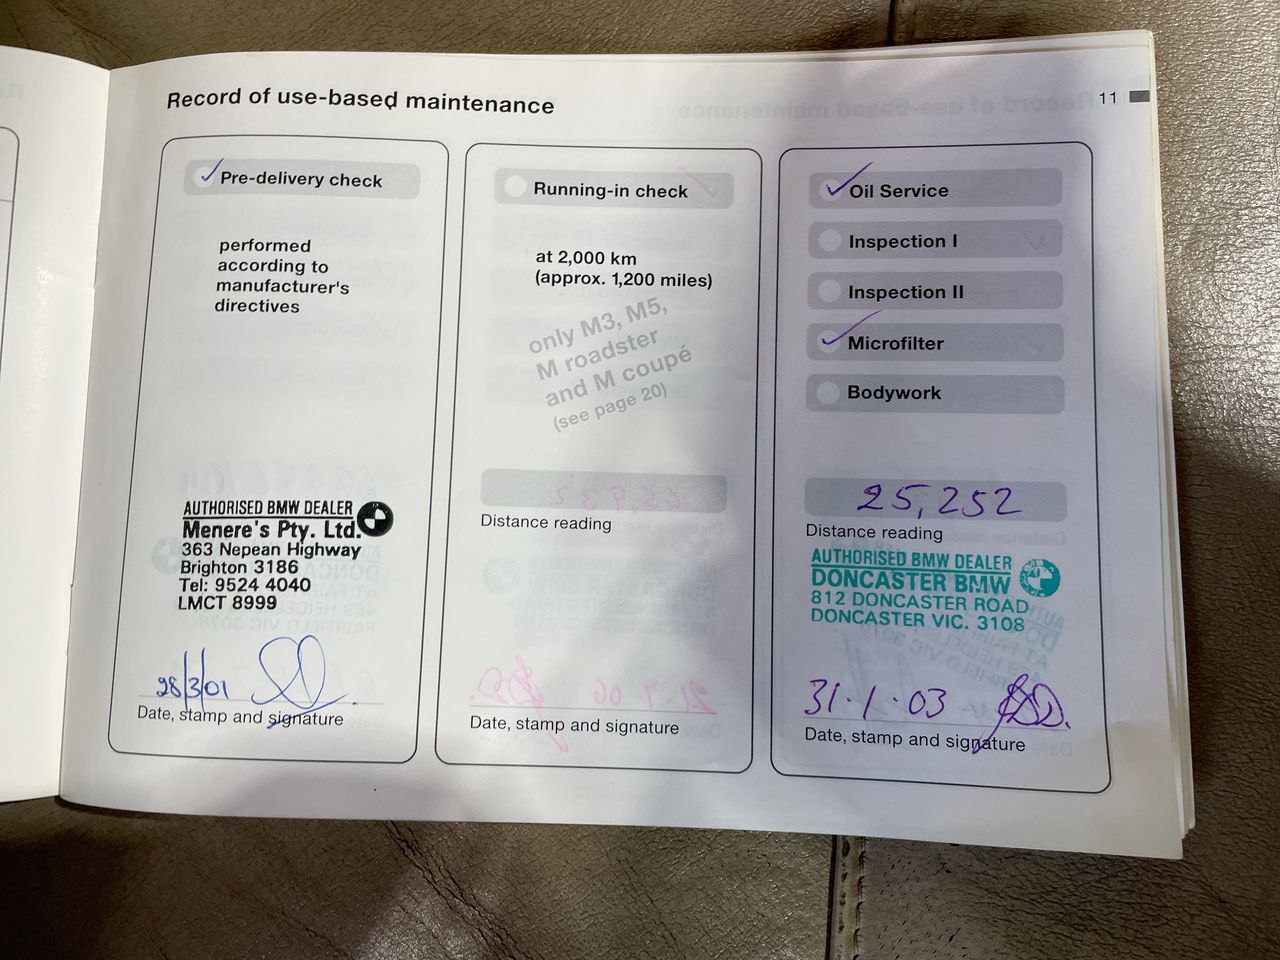 Record of use-based maintenance
11
Pre-delivery check
performed
according to
manufacturer's
directives
AUTHORISED BMW DEALER
Menere's Pty. Ltd.
363 Nepean Highway
Brighton 3186
Tel: 9524 4040
LMCT 8999
28/3/01
Date, stamp and signature
Running-in check
at 2,000 km
(approx. 1,200 miles)
only M3, M5,
M roadster
and M coupé
(see page 20)
Distance reading
Date, stamp and signature
Oil Service
Inspection I
Inspection II
Microfilter
Bodywork
25,252
Distance reading
AUTHORISED BMW DEALER
DONCASTER BMW
812 DONCASTER ROAD
DONCASTER VIC. 3108
31·1·03
Date, stamp and signature